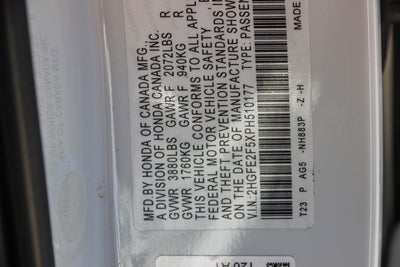 MFD.BY HONDA OF CANADA MFG.
DIV. OF HONDA CANADA INC.
GVWR 3880LBS GAWR F 2072LBS R
GVWR 1760KG GAWR F 940KG R
THIS VEHICLE CONFORMS TO ALL APPL
FEDERAL MOTOR VEHICLE SAFETY, B
AND THEFT PREVENTION STANDARDS IN
ON THE DATE OF MANUFACTURE SHOWN
V.I.N.:2HGFE2F5XPH510177 TYPE: PASSEN
T23 P AG5 -NH883P -Z -H MADE